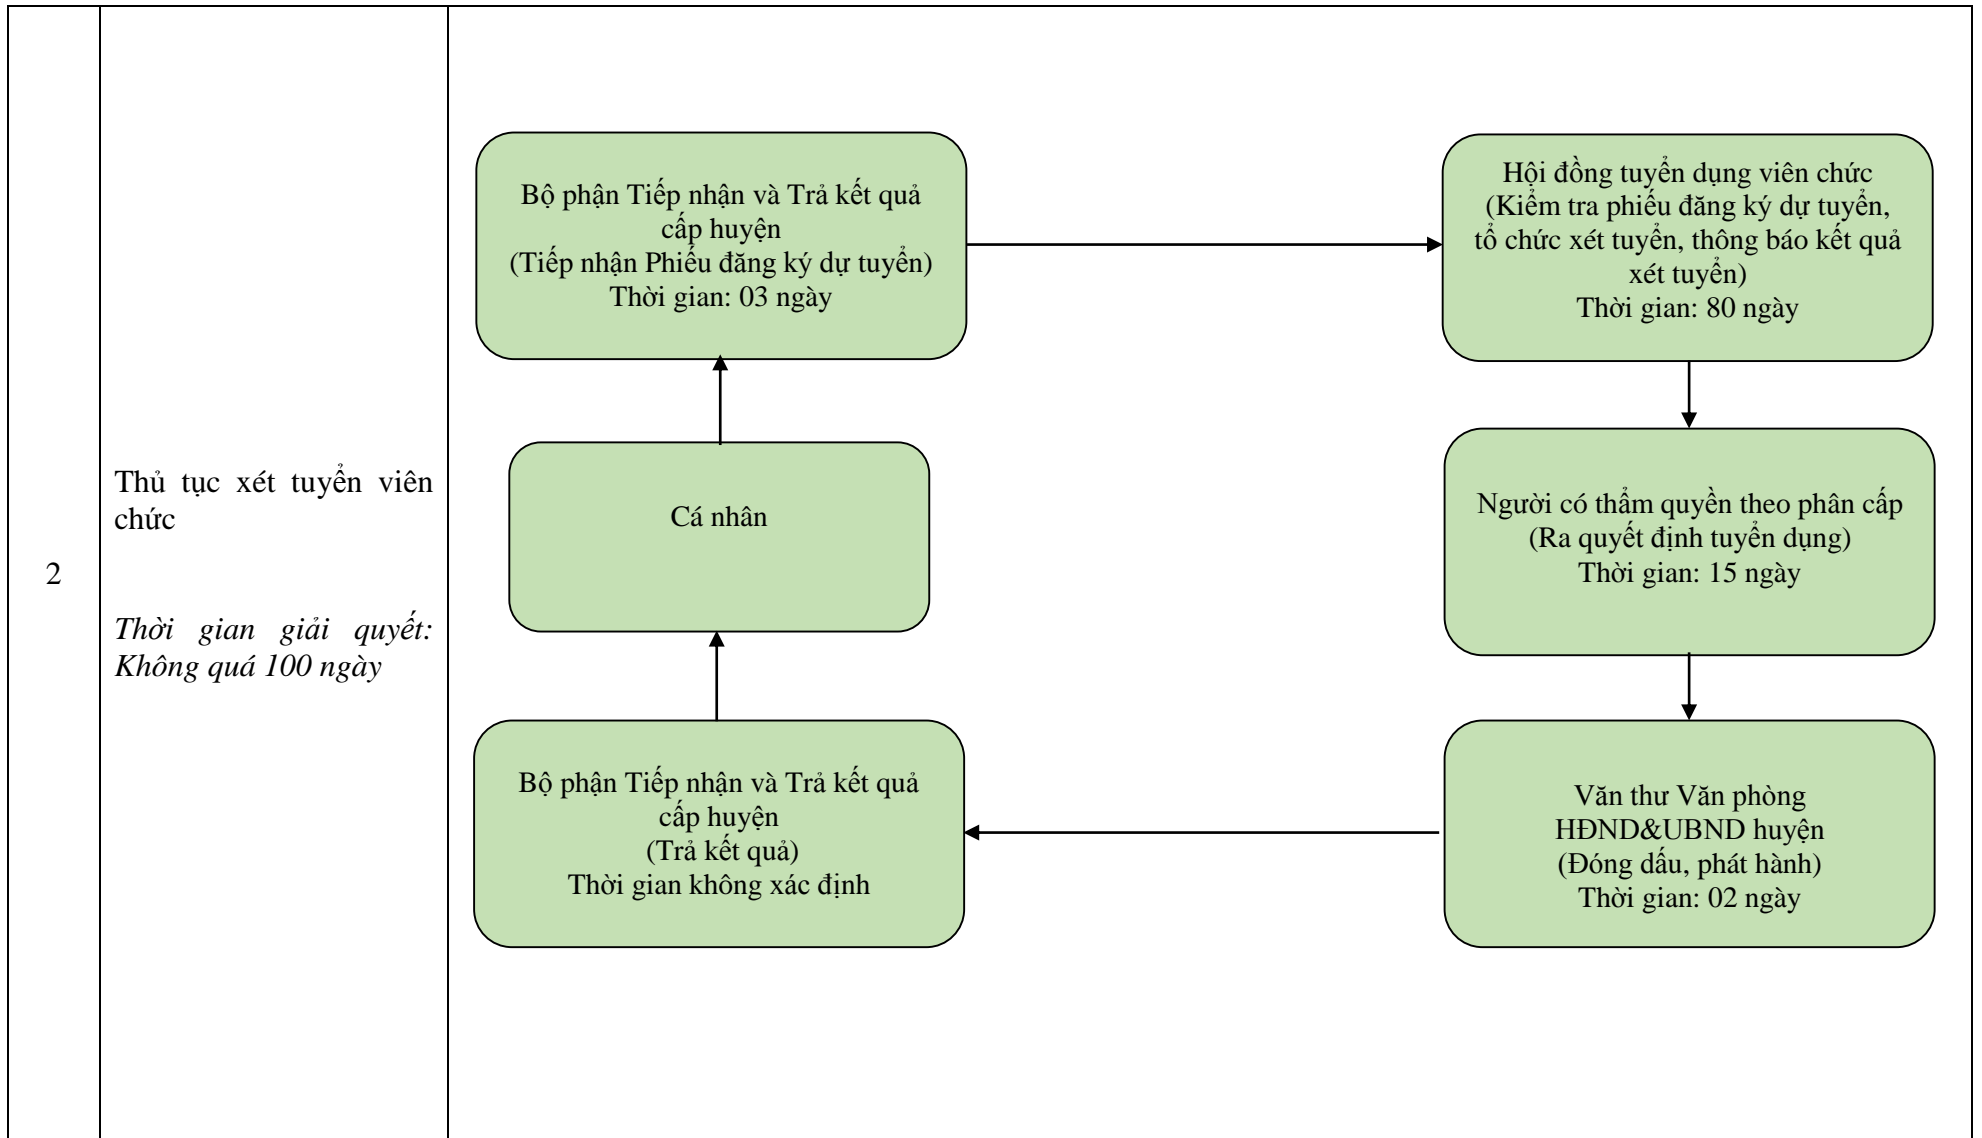 2
Thủ tục xét tuyển viên
chức
Thời gian giải quyết:
Không quá 100 ngày
Bộ phận Tiếp nhận và Trả kết quả
cấp huyện
(Tiếp nhận Phiếu đăng ký dự tuyển)
Thời gian: 03 ngày
Hội đồng tuyển dụng viên chức
(Kiểm tra phiếu đăng ký dự tuyển,
tổ chức xét tuyển, thông báo kết quả
xét tuyển)
Thời gian: 80 ngày
Cá nhân
Người có thẩm quyền theo phân cấp
(Ra quyết định tuyển dụng)
Thời gian: 15 ngày
Bộ phận Tiếp nhận và Trả kết quả
cấp huyện
(Trả kết quả)
Thời gian không xác định
Văn thư Văn phòng
HĐND&UBND huyện
(Đóng dấu, phát hành)
Thời gian: 02 ngày